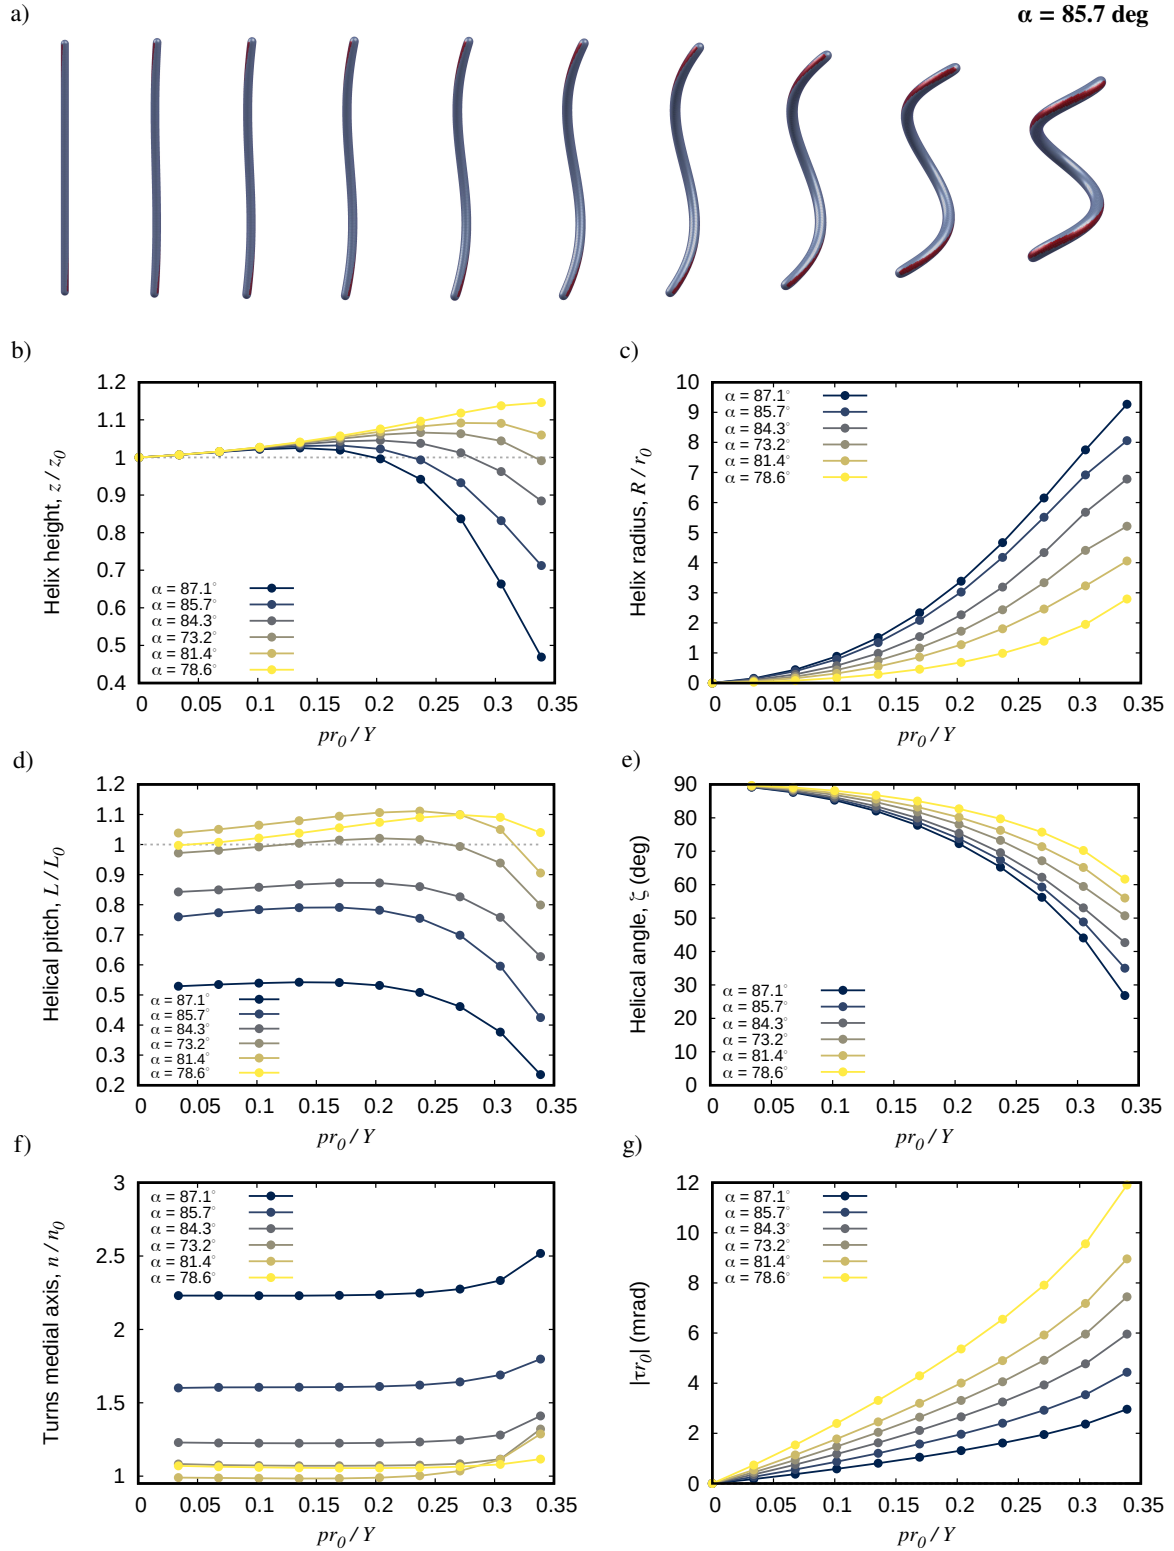 a)
α = 85.7 deg
b)
1.2
1.1
1
0.9
0.8
0.7
0.6
0.5
0.4
Helix height, z / z0
α = 87.1°
α = 85.7°
α = 84.3°
α = 73.2°
α = 81.4°
α = 78.6°
0 0.05 0.1 0.15 0.2 0.25 0.3 0.35
pr0 / Y
c)
10
9
8
7
6
5
4
3
2
1
0
Helix radius, R / r0
α = 87.1°
α = 85.7°
α = 84.3°
α = 73.2°
α = 81.4°
α = 78.6°
0 0.05 0.1 0.15 0.2 0.25 0.3 0.35
pr0 / Y
d)
1.2
1.1
1
0.9
0.8
0.7
0.6
0.5
0.4
0.3
0.2
Helical pitch, L / L0
α = 87.1°
α = 85.7°
α = 84.3°
α = 73.2°
α = 81.4°
α = 78.6°
0 0.05 0.1 0.15 0.2 0.25 0.3 0.35
pr0 / Y
e)
90
80
70
60
50
40
30
20
10
0
Helical angle, ζ (deg)
α = 87.1°
α = 85.7°
α = 84.3°
α = 73.2°
α = 81.4°
α = 78.6°
0 0.05 0.1 0.15 0.2 0.25 0.3 0.35
pr0 / Y
f)
3
2.5
2
1.5
1
Turns medial axis, n / n0
α = 87.1°
α = 85.7°
α = 84.3°
α = 73.2°
α = 81.4°
α = 78.6°
0 0.05 0.1 0.15 0.2 0.25 0.3 0.35
pr0 / Y
g)
12
10
8
6
4
2
0
|τr0| (mrad)
α = 87.1°
α = 85.7°
α = 84.3°
α = 73.2°
α = 81.4°
α = 78.6°
0 0.05 0.1 0.15 0.2 0.25 0.3 0.35
pr0 / Y